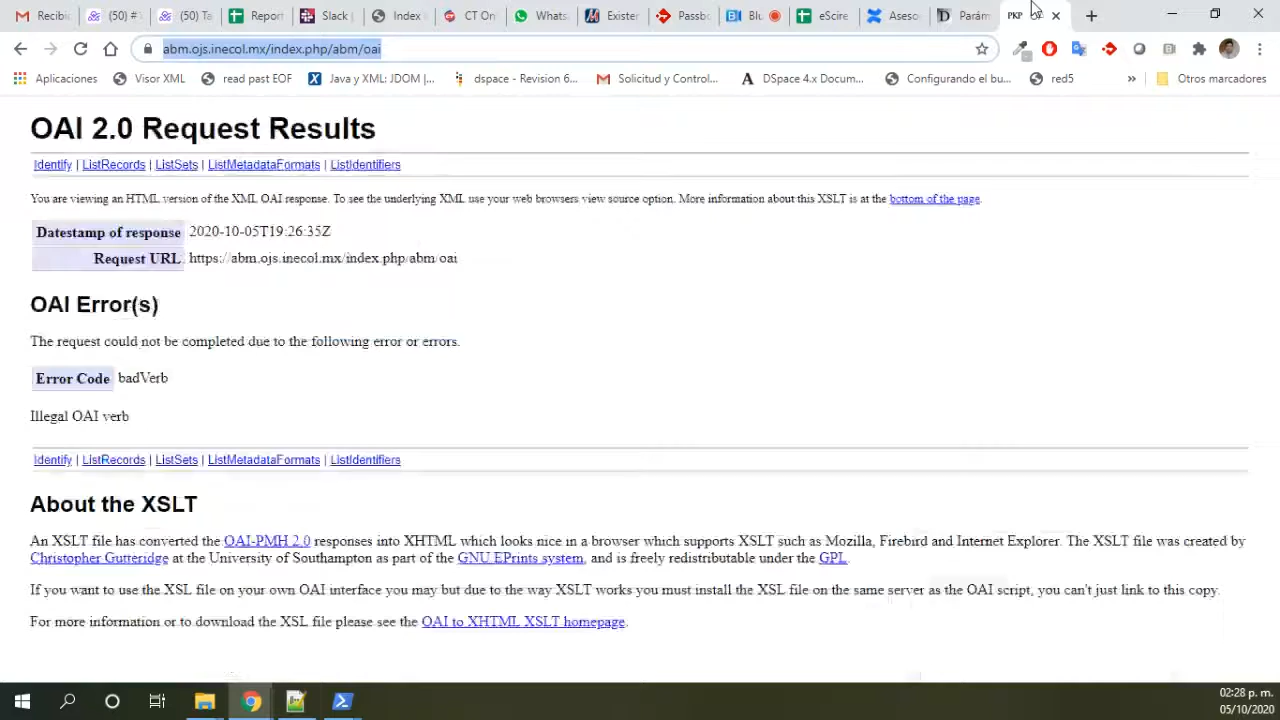 Recibi
(50) #
(50) Ta
Report
Slack |
Index
CT On
Whats
Exister
Passbo
Blu
eScire
Aseso
Parám
PKP
abm.ojs.inecol.mx/index.php/abm/oai
Aplicaciones
Visor XML
read past EOF
Java y XML: JDOM (...
dspace - Revision 6...
Solicitud y Control...
DSpace 4.x Docum...
Configurando el bu...
red5
»
Otros marcadores
OAI 2.0 Request Results
Identify | ListRecords | ListSets | ListMetadataFormats | ListIdentifiers
You are viewing an HTML version of the XML OAI response. To see the underlying XML use your web browsers view source option. More information about this XSLT is at the bottom of the page.
Datestamp of response 2020-10-05T19:26:35Z
Request URL https://abm.ojs.inecol.mx/index.php/abm/oai
OAI Error(s)
The request could not be completed due to the following error or errors.
Error Code badVerb
Illegal OAI verb
Identify | ListRecords | ListSets | ListMetadataFormats | ListIdentifiers
About the XSLT
An XSLT file has converted the OAI-PMH 2.0 responses into XHTML which looks nice in a browser which supports XSLT such as Mozilla, Firebird and Internet Explorer. The XSLT file was created by
Christopher Gutteridge at the University of Southampton as part of the GNU EPrints system, and is freely redistributable under the GPL.
If you want to use the XSL file on your own OAI interface you may but due to the way XSLT works you must install the XSL file on the same server as the OAI script, you can't just link to this copy.
For more information or to download the XSL file please see the OAI to XHTML XSLT homepage.
02:28 p. m.
05/10/2020